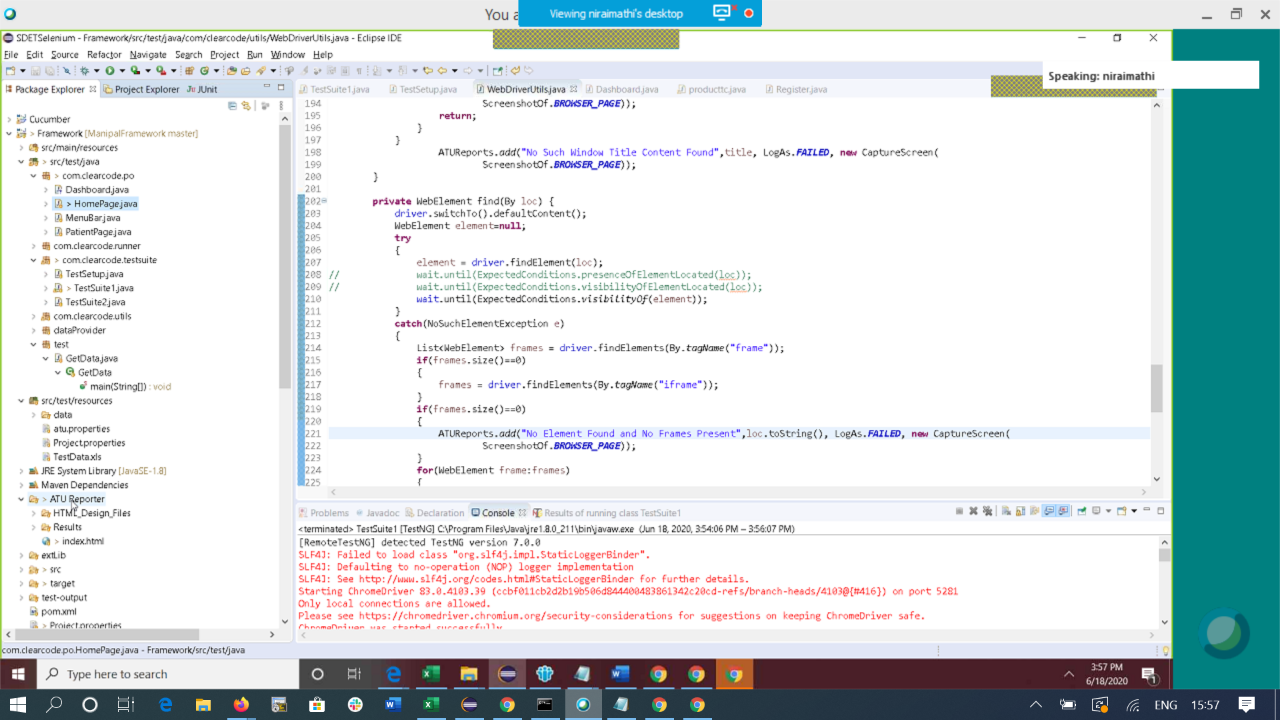 You a
Viewing niraimathi's desktop
SDETSelenium - Framework/src/test/java/com/clearcode/utils/WebDriverUtils.java - Eclipse IDE
File Edit Source Refactor Navigate Search Project Run Window Help
Speaking: niraimathi
Package Explorer Project Explorer JUnit
TestSuite1.java TestSetup.java WebDriverUtils.java Dashboard.java producttc.java Register.java
Cucumber
> Framework [ManipalFramework master]
src/main/resources
> src/test/java
> com.clearcode.po
Dashboard.java
> HomePage.java
MenuBar.java
PatientPage.java
com.clearcode.runner
> com.clearcode.testsuite
TestSetup.java
> TestSuite1.java
TestSuite2.java
com.clearcode.utils
dataProvider
test
GetData.java
GetData
main(String[]) : void
src/test/resources
data
atu.properties
Project.properties
TestData.xls
JRE System Library [JavaSE-1.8]
Maven Dependencies
> ATU Reporter
HTML_Design_Files
Results
> index.html
extLib
> src
> target
test-output
pom.xml
Project.properties
194 ScreenshotOf.BROWSER_PAGE));
195 return;
196 }
197 }
198 ATUReports.add("No Such Window Title Content Found",title, LogAs.FAILED, new CaptureScreen(
199 ScreenshotOf.BROWSER_PAGE));
200 }
201
202 private WebElement find(By loc) {
203 driver.switchTo().defaultContent();
204 WebElement element=null;
205 try
206 {
207 element = driver.findElement(loc);
208 // wait.until(ExpectedConditions.presenceOfElementLocated(loc));
209 // wait.until(ExpectedConditions.visibilityOfElementLocated(loc));
210 wait.until(ExpectedConditions.visibilityOf(element));
211 }
212 catch(NoSuchElementException e)
213 {
214 List<WebElement> frames = driver.findElements(By.tagName("frame"));
215 if(frames.size()==0)
216 {
217 frames = driver.findElements(By.tagName("iframe"));
218 }
219 if(frames.size()==0)
220 {
221 ATUReports.add("No Element Found and No Frames Present",loc.toString(), LogAs.FAILED, new CaptureScreen(
222 ScreenshotOf.BROWSER_PAGE));
223 }
224 for(WebElement frame:frames)
225 {
Problems Javadoc Declaration Console Results of running class TestSuite1
<terminated> TestSuite1 [TestNG] C:\Program Files\Java\jre1.8.0_211\bin\javaw.exe (Jun 18, 2020, 3:54:06 PM – 3:56:07 PM)
[RemoteTestNG] detected TestNG version 7.0.0
SLF4J: Failed to load class "org.slf4j.impl.StaticLoggerBinder".
SLF4J: Defaulting to no-operation (NOP) logger implementation
SLF4J: See http://www.slf4j.org/codes.html#StaticLoggerBinder for further details.
Starting ChromeDriver 83.0.4103.39 (ccbf011cb2d2b19b506d844400483861342c20cd-refs/branch-heads/4103@{#416}) on port 5281
Only local connections are allowed.
Please see https://chromedriver.chromium.org/security-considerations for suggestions on keeping ChromeDriver safe.
ChromeDriver was started successfully.
com.clearcode.po.HomePage.java - Framework/src/test/java
Type here to search
3:57 PM
6/18/2020
1
ENG 15:57